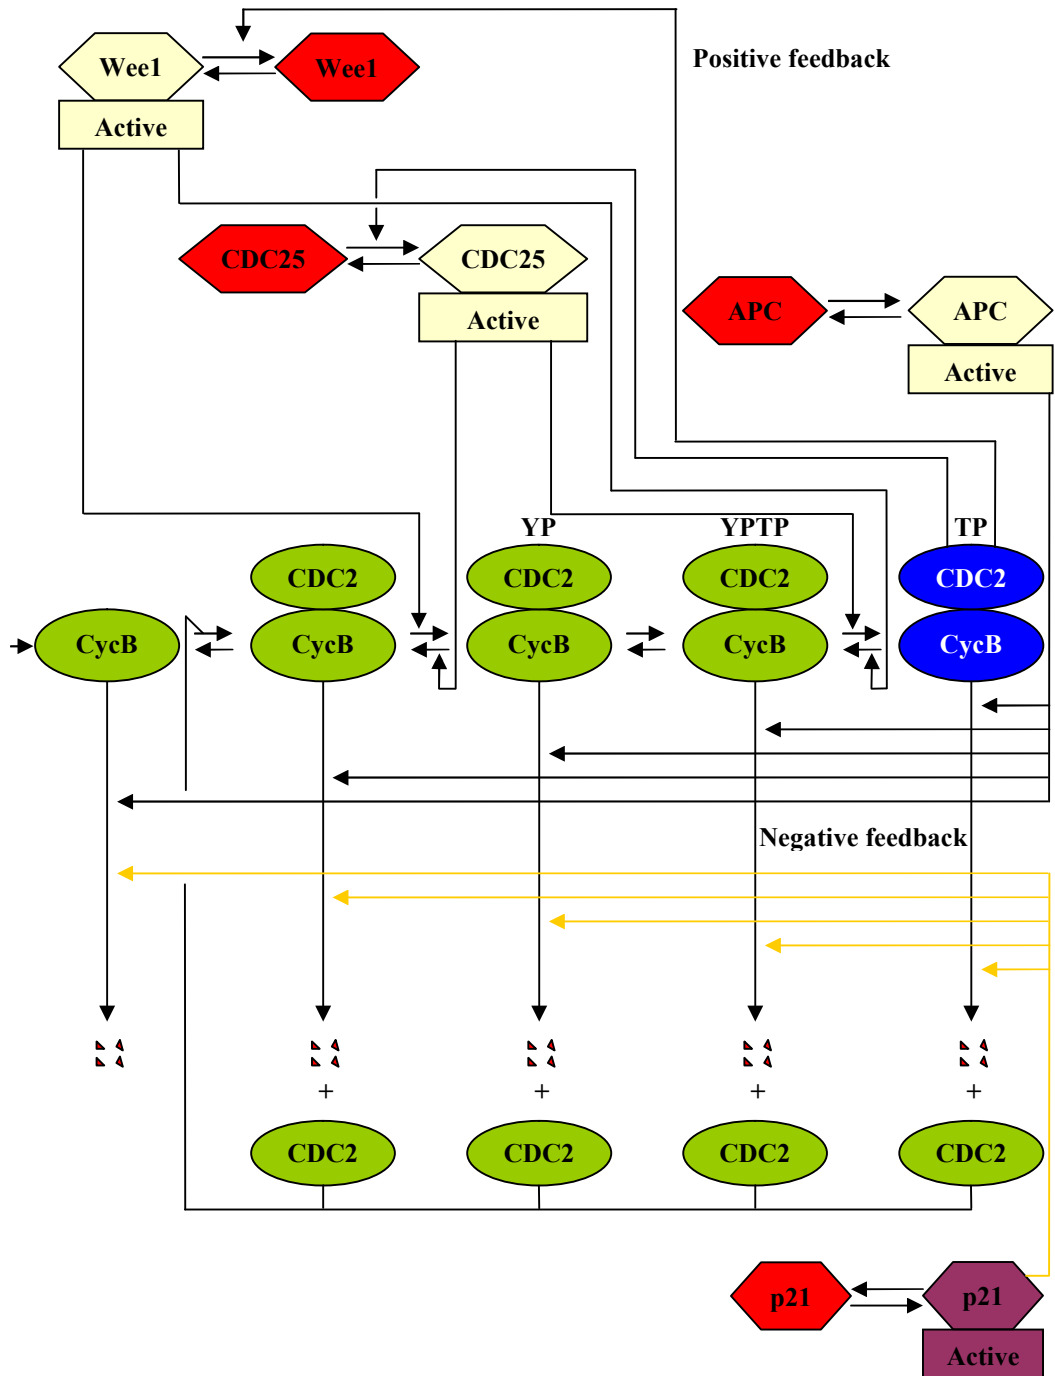 Wee1
Wee1
Positive feedback
Active
CDC25
CDC25
APC
APC
Active
Active
YP
YPTP
TP
CDC2
CDC2
CDC2
CDC2
CycB
CycB
CycB
CycB
CycB
Negative feedback
+
+
+
+
CDC2
CDC2
CDC2
CDC2
p21
p21
Active